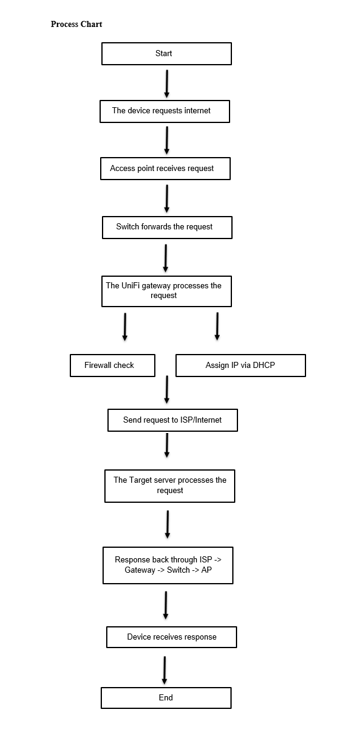 Process Chart
Start
The device requests internet
Access point receives request
Switch forwards the request
The UniFi gateway processes the
request
Firewall check
Assign IP via DHCP
Send request to ISP/Internet
The Target server processes the
request
Response back through ISP ->
Gateway -> Switch -> AP
Device receives response
End